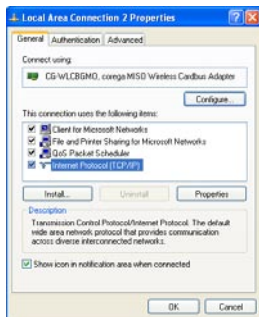 Local Area Connection 2 Properties
General Authentication Advanced
Connect using:
CG-WLCBGMO, corega MISO Wireless Cardbus Adapter
Configure...
This connection uses the following items:
Client for Microsoft Networks
File and Printer Sharing for Microsoft Networks
QoS Packet Scheduler
Internet Protocol (TCP/IP)
Install... Uninstall Properties
Description
Transmission Control Protocol/Internet Protocol. The default
wide area network protocol that provides communication
across diverse interconnected networks.
Show icon in notification area when connected
OK Cancel